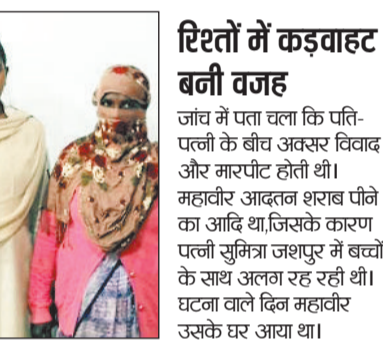 रिश्तों में कड़वाहट
बनी वजह
जांच में पता चला कि पति-
पत्नी के बीच अक्सर विवाद
और मारपीट होती थी।
महावीर आदतन शराब पीने
का आदि था,जिसके कारण
पत्नी सुमित्रा जशपुर में बच्चों
के साथ अलग रह रही थी।
घटना वाले दिन महावीर
उसके घर आया था।